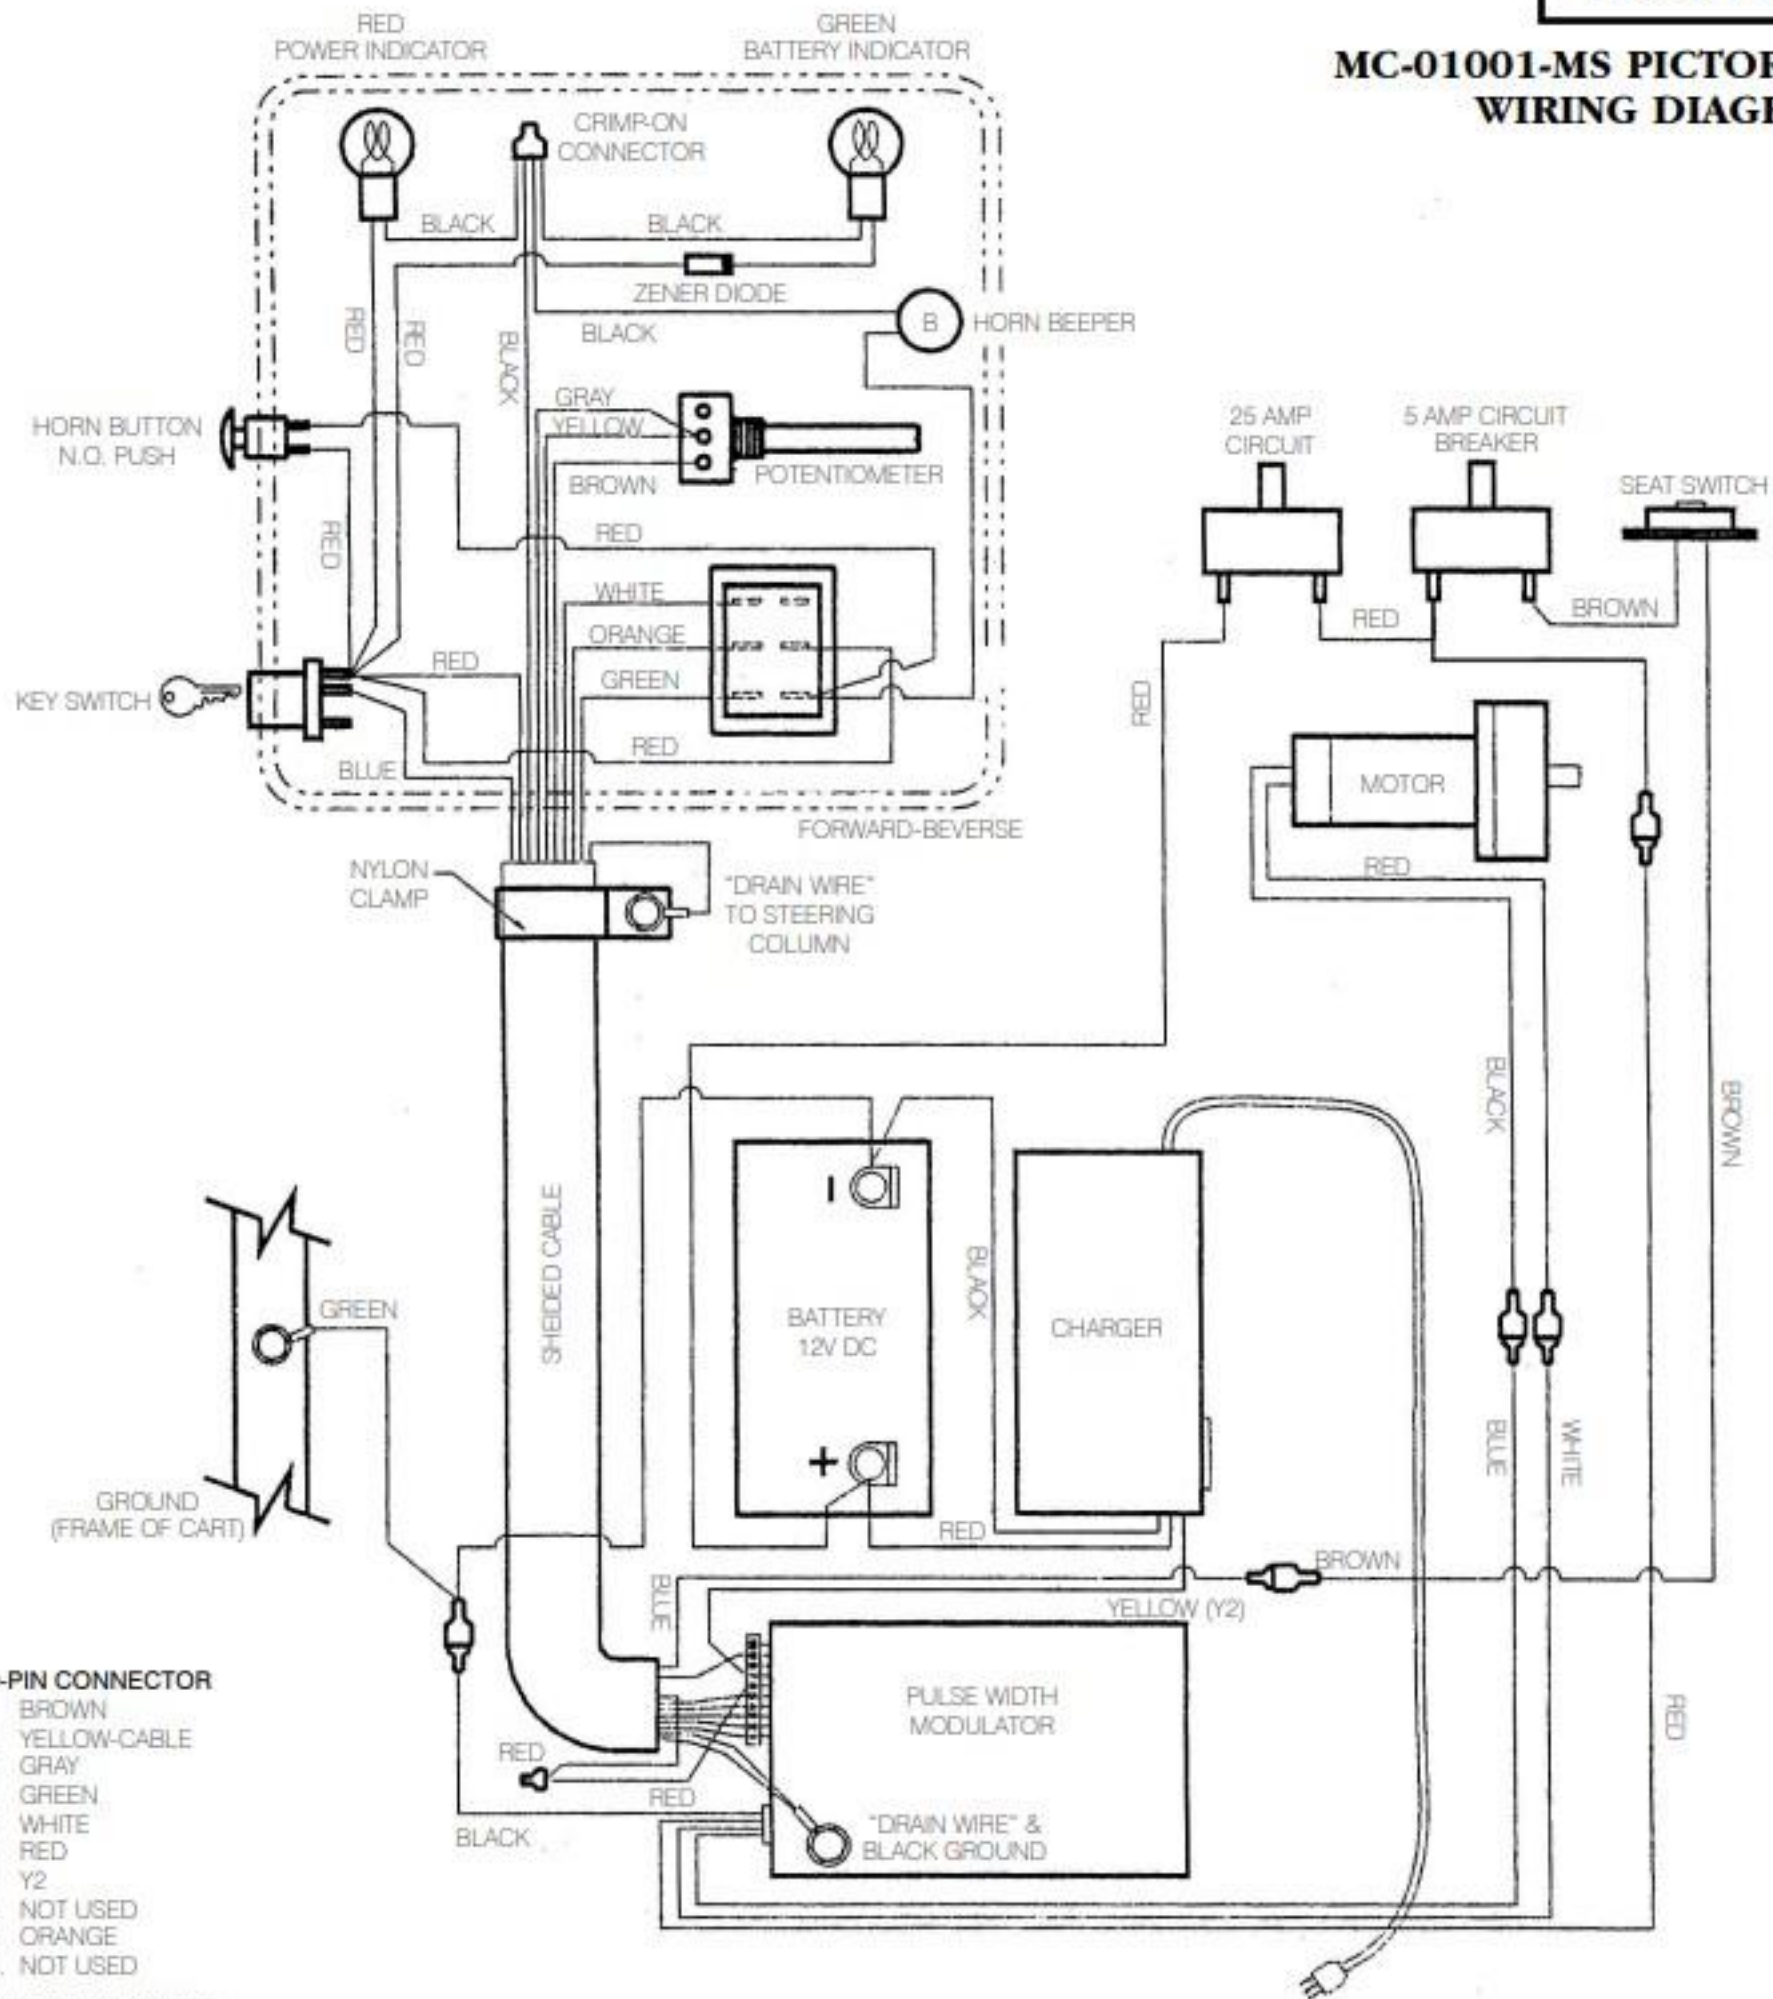 MC-01001-MS
WIRING
RED
POWER INDICATOR
GREEN
BATTERY INDICATOR
CRIMP-ON
CONNECTOR
BLACK
BLACK
ZENER DIODE
RED
RED
BLACK
BLACK
B
HORN BEEPER
HORN BUTTON
N.O. PUSH
GRAY
YELLOW
BROWN
POTENTIOMETER
RED
RED
WHITE
ORANGE
GREEN
RED
KEY SWITCH
RED
BLUE
FORWARD-BEVERSE
25 AMP
CIRCUIT
5 AMP CIRCUIT
BREAKER
SEAT SWITCH
RED
BROWN
RED
MOTOR
RED
NYLON
CLAMP
"DRAIN WIRE"
TO STEERING
COLUMN
BLACK
BROWN
SHEIDED CABLE
BATTERY
12V DC
BLACK
CHARGER
GREEN
GROUND
(FRAME OF CART)
BLUE
WHITE
RED
BROWN
BLUE
YELLOW (Y2)
PULSE WIDTH
MODULATOR
RED
RED
RED
BLACK
"DRAIN WIRE" &
BLACK GROUND
-PIN CONNECTOR
BROWN
YELLOW-CABLE
GRAY
GREEN
WHITE
RED
Y2
NOT USED
ORANGE
. NOT USED